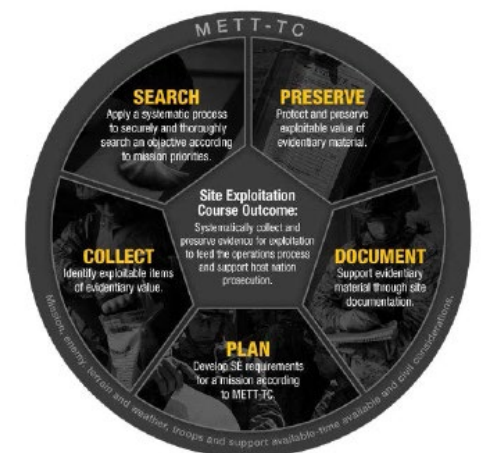 METT-TC
SEARCH
Apply a systematic process
to securely and thoroughly
search an objective according
to mission priorities.
PRESERVE
Protect and preserve
exploitable value of
evidentiary material.
Site Exploitation
Course Outcome:
Systematically collect and
preserve evidence for exploitation
to feed the operations process
and support host nation
prosecution.
COLLECT
Identify exploitable items
of evidentiary value.
DOCUMENT
Support evidentiary
material through site
documentation.
PLAN
Develop SE requirements
for a mission according
to METT-TC.
Mission, enemy, terrain and weather, troops and support available-time available and civil considerations.